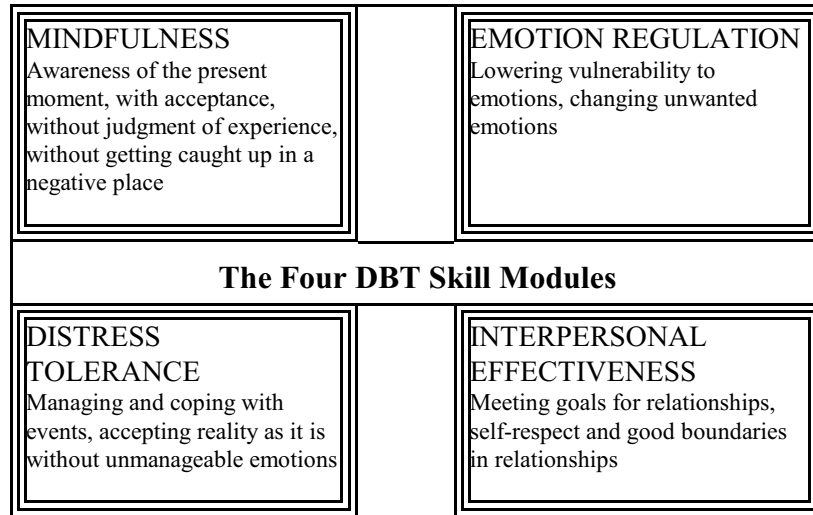 MINDFULNESS
Awareness of the present
moment, with acceptance,
without judgment of experience,
without getting caught up in a
negative place
EMOTION REGULATION
Lowering vulnerability to
emotions, changing unwanted
emotions
The Four DBT Skill Modules
DISTRESS
TOLERANCE
Managing and coping with
events, accepting reality as it is
without unmanageable emotions
INTERPERSONAL
EFFECTIVENESS
Meeting goals for relationships,
self-respect and good boundaries
in relationships